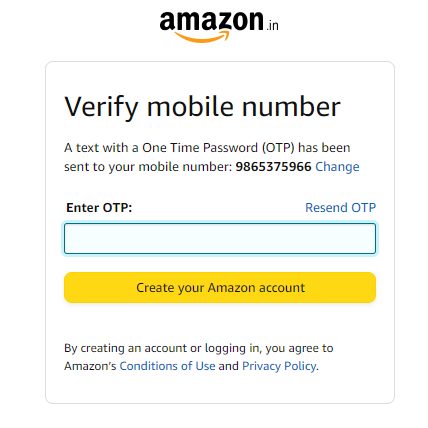 amazon.in
Verify mobile number
A text with a One Time Password (OTP) has been
sent to your mobile number: 9865375966 Change
Enter OTP: Resend OTP
Create your Amazon account
By creating an account or logging in, you agree to
Amazon's Conditions of Use and Privacy Policy.